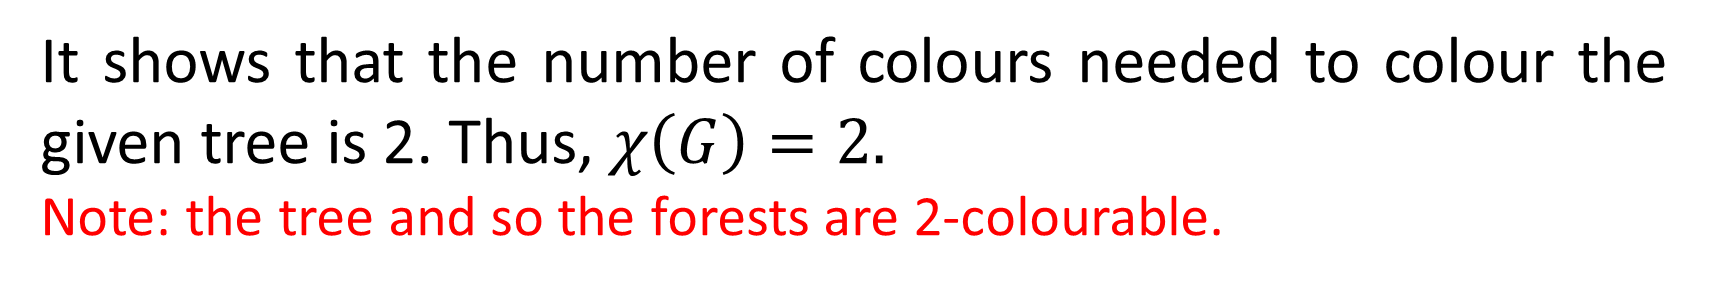 It shows that the number of colours needed to colour the
given tree is 2. Thus, 𝜒(𝐺) = 2.
Note: the tree and so the forests are 2-colourable.